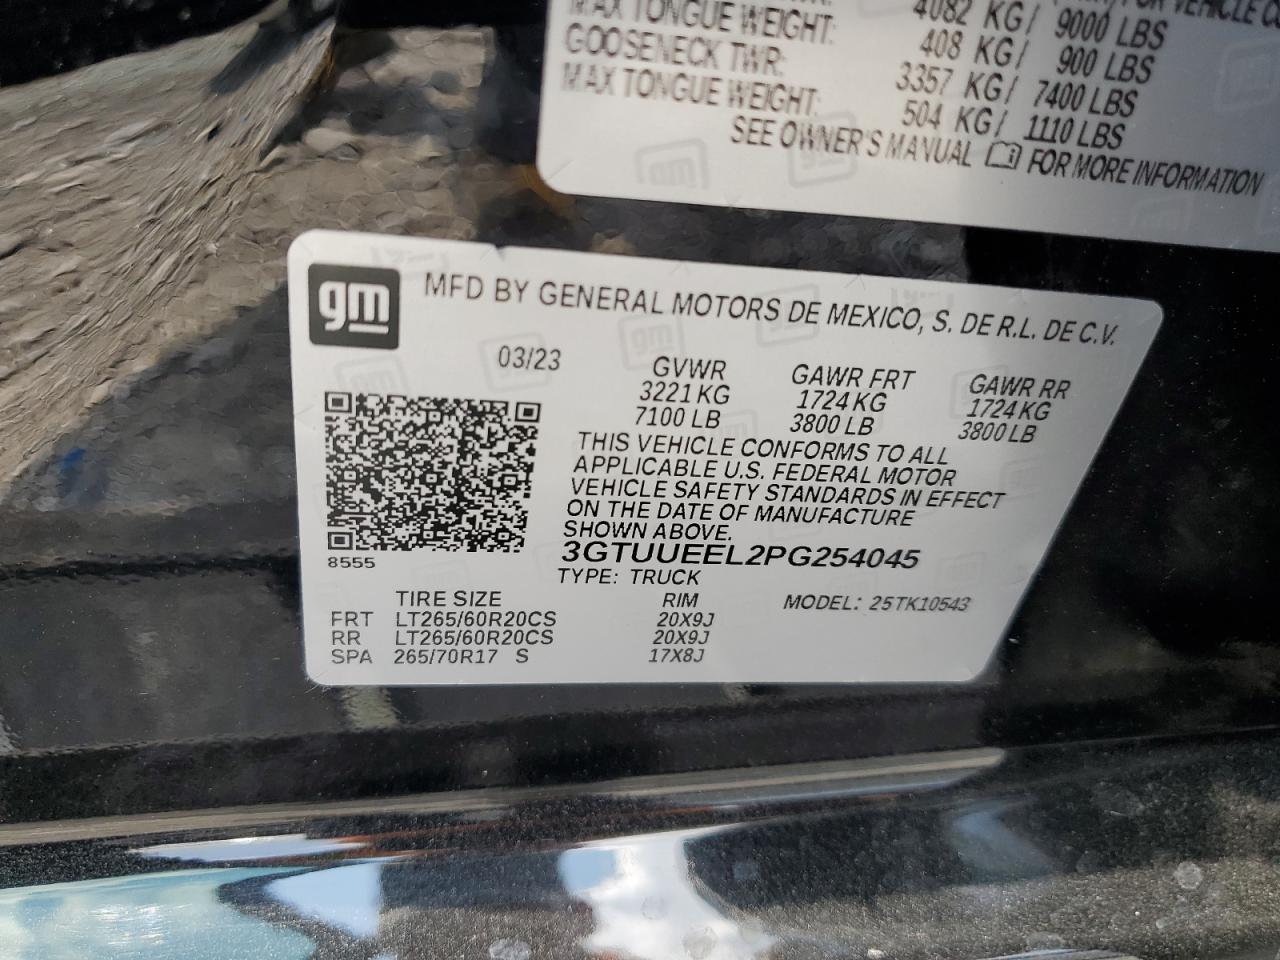 4082 KG/ 9000 LBS
MAX TONGUE WEIGHT: 408 KG/ 900 LBS
GOOSENECK TWR: 3357 KG/ 7400 LBS
MAX TONGUE WEIGHT: 504 KG/ 1110 LBS
SEE OWNER'S MANUAL FOR MORE INFORMATION
gm MFD BY GENERAL MOTORS DE MEXICO, S. DE R.L. DE C.V.
03/23 GVWR GAWR FRT GAWR RR
3221 KG 1724 KG 1724 KG
7100 LB 3800 LB 3800 LB
THIS VEHICLE CONFORMS TO ALL
APPLICABLE U.S. FEDERAL MOTOR
VEHICLE SAFETY STANDARDS IN EFFECT
ON THE DATE OF MANUFACTURE
SHOWN ABOVE.
8555 3GTUUEEL2PG254045
TYPE: TRUCK
TIRE SIZE RIM MODEL: 25TK10543
FRT LT265/60R20CS 20X9J
RR LT265/60R20CS 20X9J
SPA 265/70R17 S 17X8J